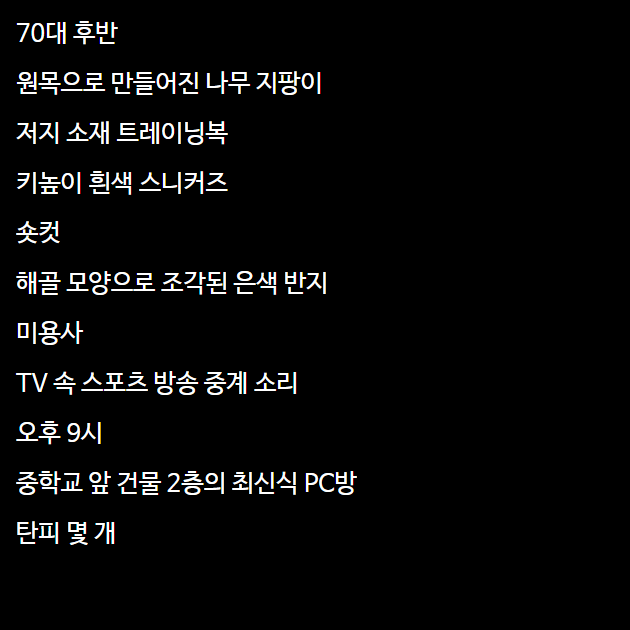 70대 후반
원목으로 만들어진 나무 지팡이
저지 소재 트레이닝복
키높이 흰색 스니커즈
숏컷
해골 모양으로 조각된 은색 반지
미용사
TV 속 스포츠 방송 중계 소리
오후 9시
중학교 앞 건물 2층의 최신식 PC방
탄피 몇 개